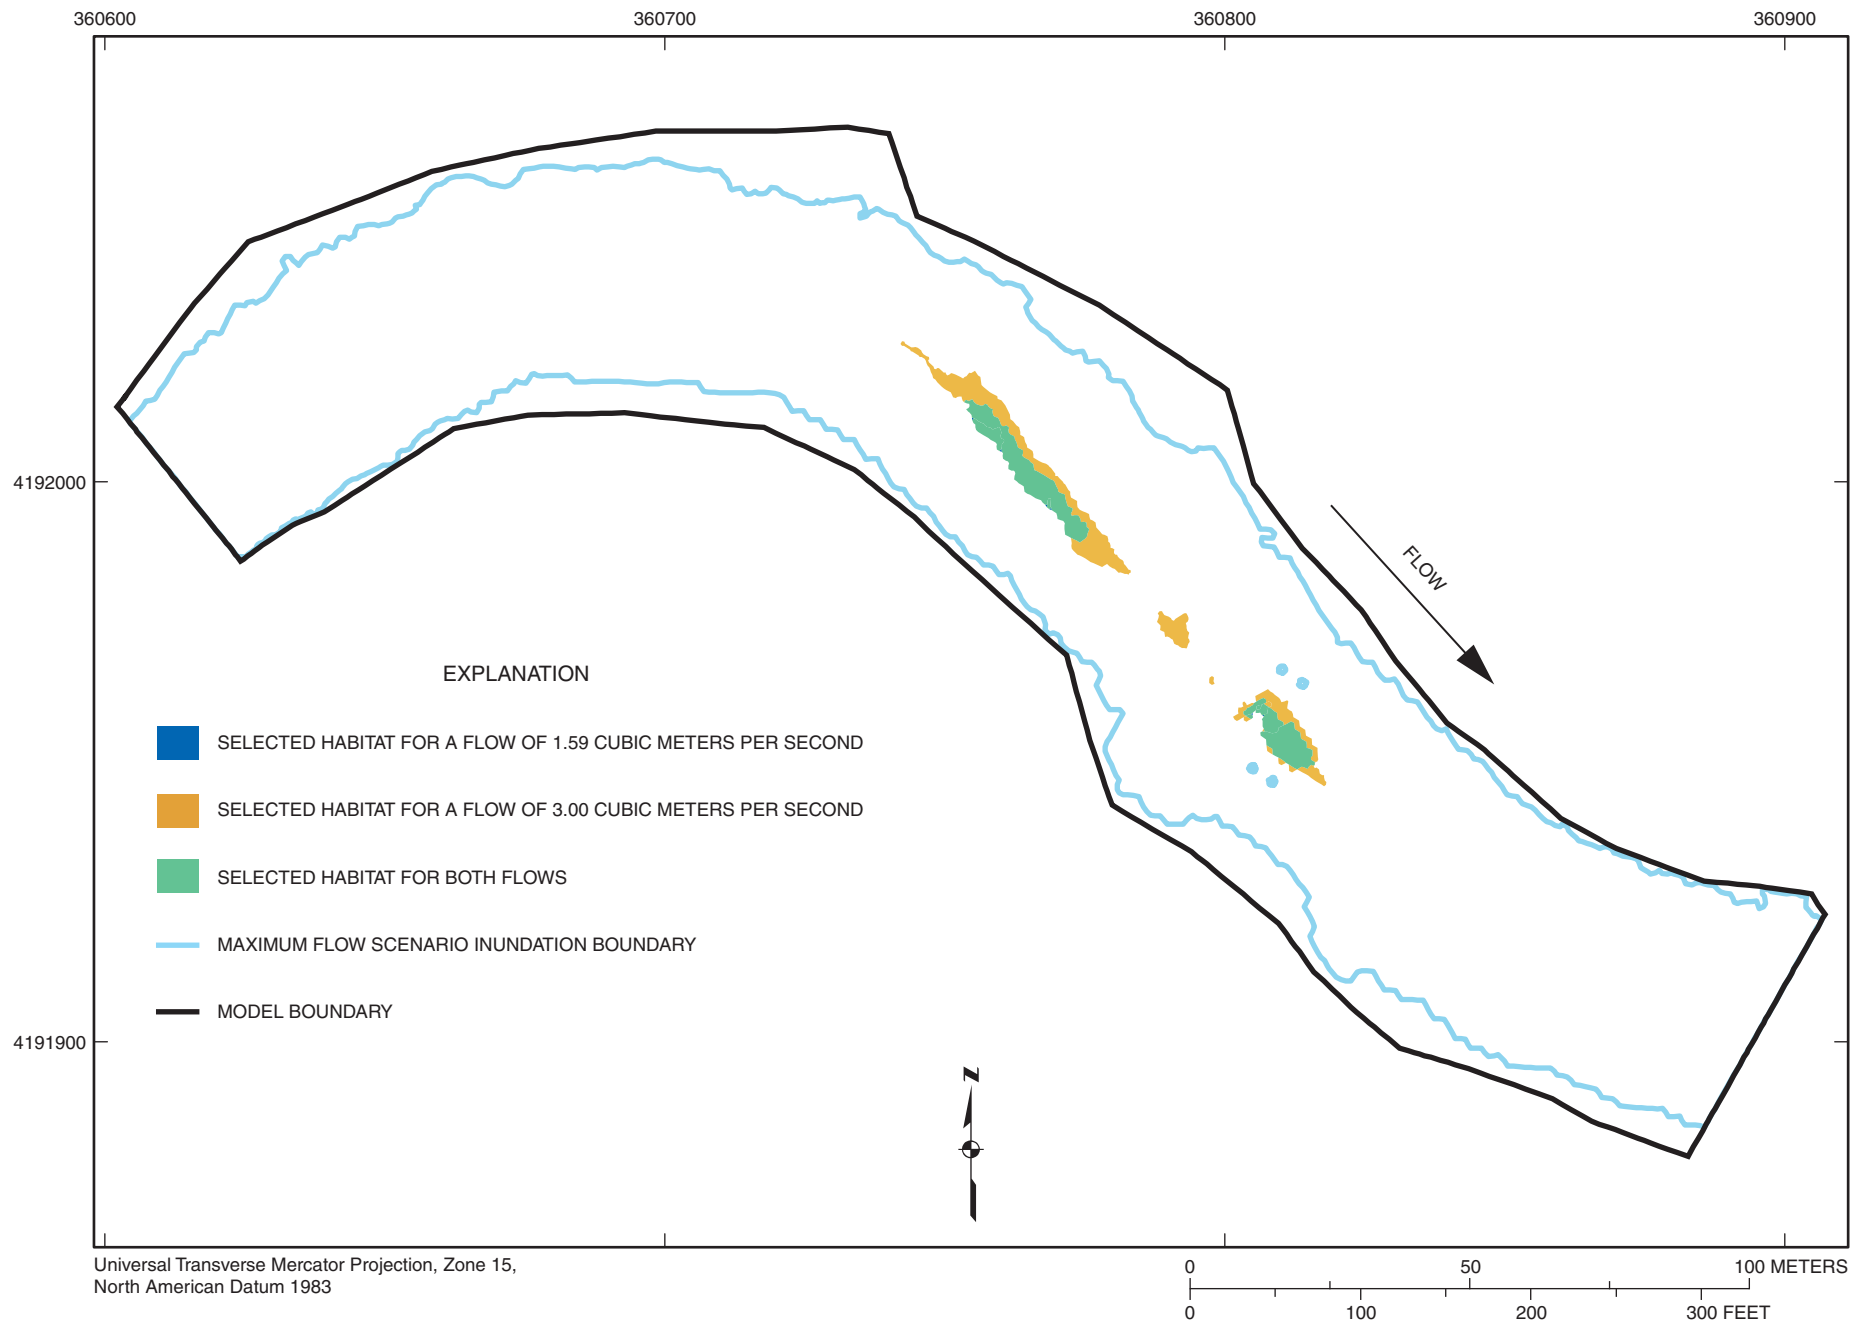 360600 360700 360800 360900
4192000
FLOW
EXPLANATION
SELECTED HABITAT FOR A FLOW OF 1.59 CUBIC METERS PER SECOND
SELECTED HABITAT FOR A FLOW OF 3.00 CUBIC METERS PER SECOND
SELECTED HABITAT FOR BOTH FLOWS
MAXIMUM FLOW SCENARIO INUNDATION BOUNDARY
MODEL BOUNDARY
4191900
N
Universal Transverse Mercator Projection, Zone 15,
North American Datum 1983
0 50 100 METERS
0 100 200 300 FEET